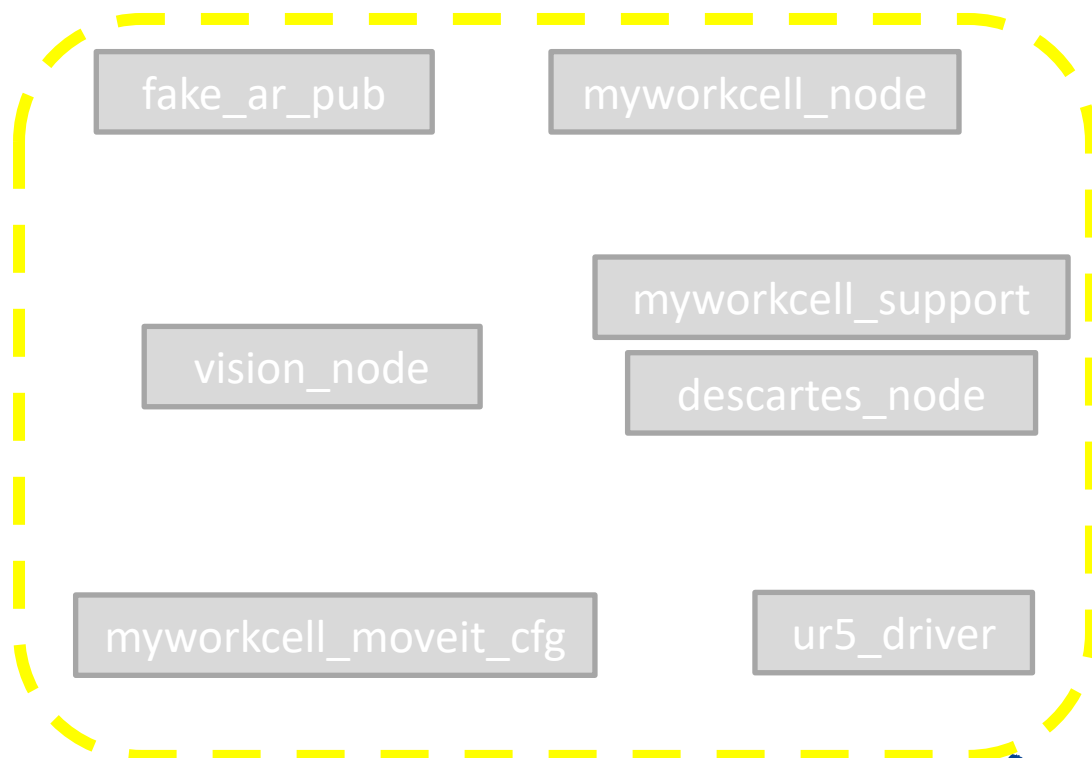 fake_ar_pub
myworkcell_node
myworkcell_support
vision_node
descartes_node
myworkcell_moveit_cfg
ur5_driver